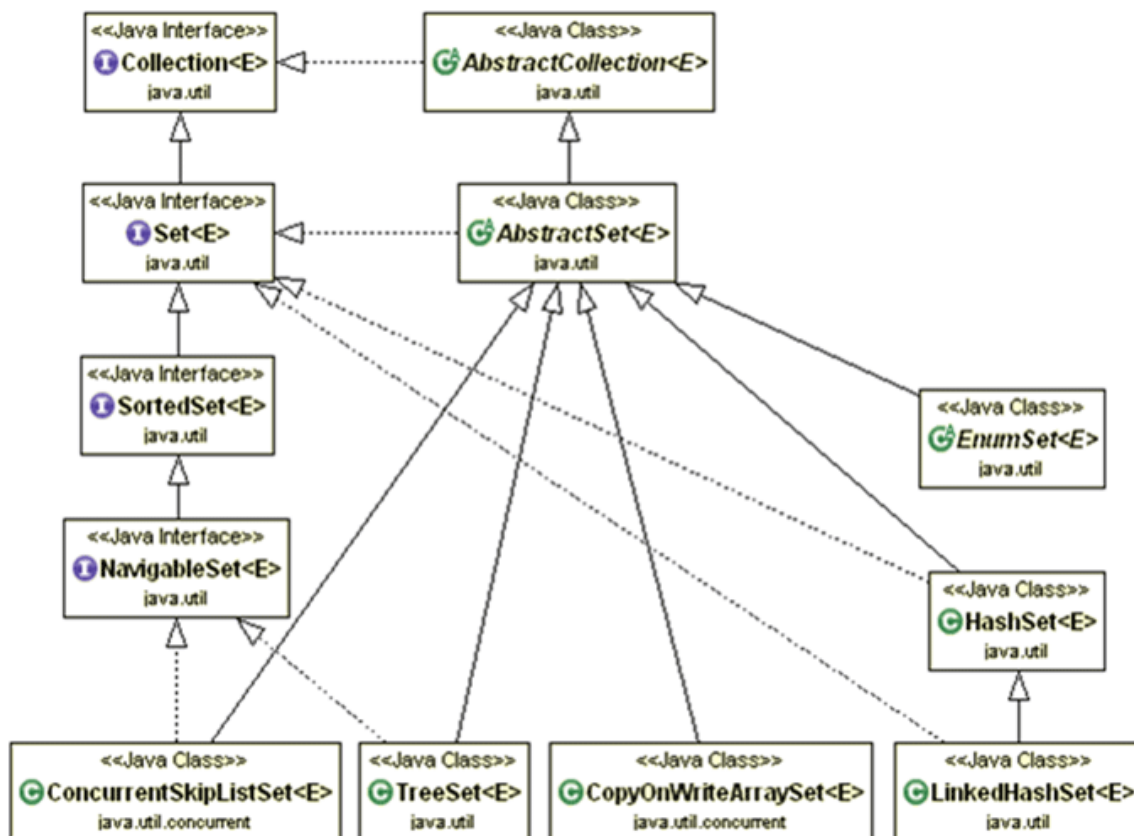 <<Java Interface>>
Collection<E>
java.util
<<Java Class>>
AbstractCollection<E>
java.util
<<Java Interface>>
Set<E>
java.util
<<Java Class>>
AbstractSet<E>
java.util
<<Java Interface>>
SortedSet<E>
java.util
<<Java Class>>
EnumSet<E>
java.util
<<Java Interface>>
NavigableSet<E>
java.util
<<Java Class>>
HashSet<E>
java.util
<<Java Class>>
ConcurrentSkipListSet<E>
java.util.concurrent
<<Java Class>>
TreeSet<E>
java.util
<<Java Class>>
CopyOnWriteArraySet<E>
java.util.concurrent
<<Java Class>>
LinkedHashSet<E>
java.util